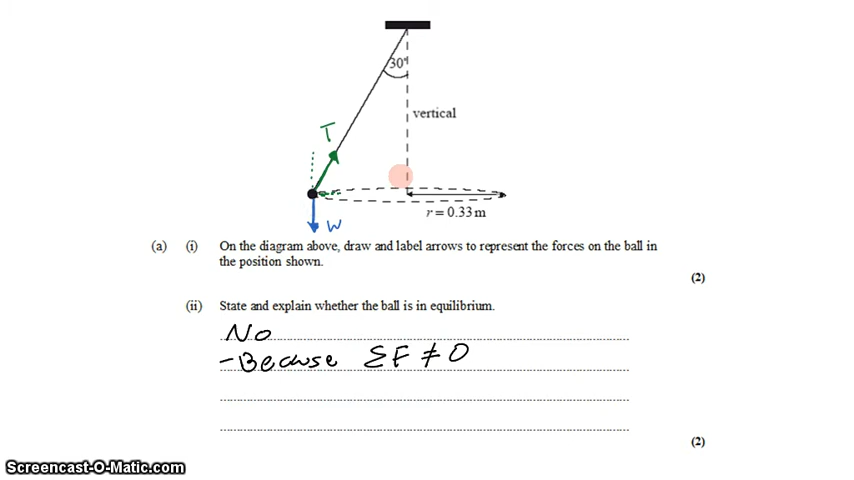 30°
vertical
T
W
r = 0.33 m
(a) (i) On the diagram above, draw and label arrows to represent the forces on the ball in
the position shown.
(2)
(ii) State and explain whether the ball is in equilibrium.
No
- Because ΣF ≠ 0
(2)
Screencast-O-Matic.com